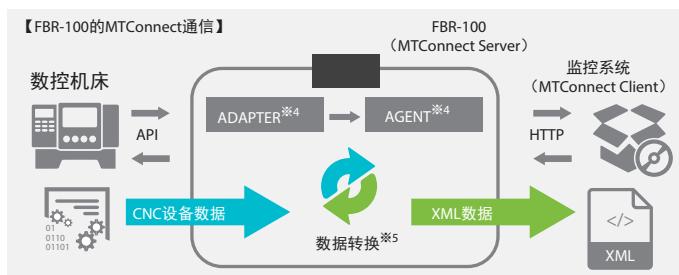 【FBR-100的MTConnect通信】
FBR-100
（MTConnect Server）
数控机床
监控系统
（MTConnect Client）
API
ADAPTER※4
AGENT※4
HTTP
CNC设备数据
XML数据
01
0110
01101
数据转换※5
</>
XML